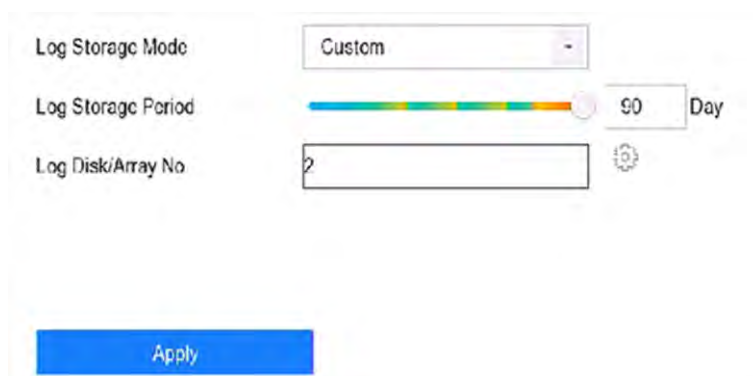 Log Storage Mode Custom
Log Storage Period 90 Day
Log Disk/Array No 2
Apply